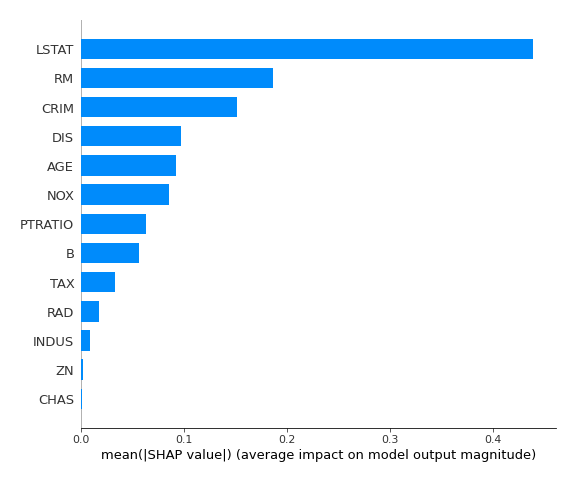 LSTAT
RM
CRIM
DIS
AGE
NOX
PTRATIO
B
TAX
RAD
INDUS
ZN
CHAS
0.0 0.1 0.2 0.3 0.4
mean(|SHAP value|) (average impact on model output magnitude)